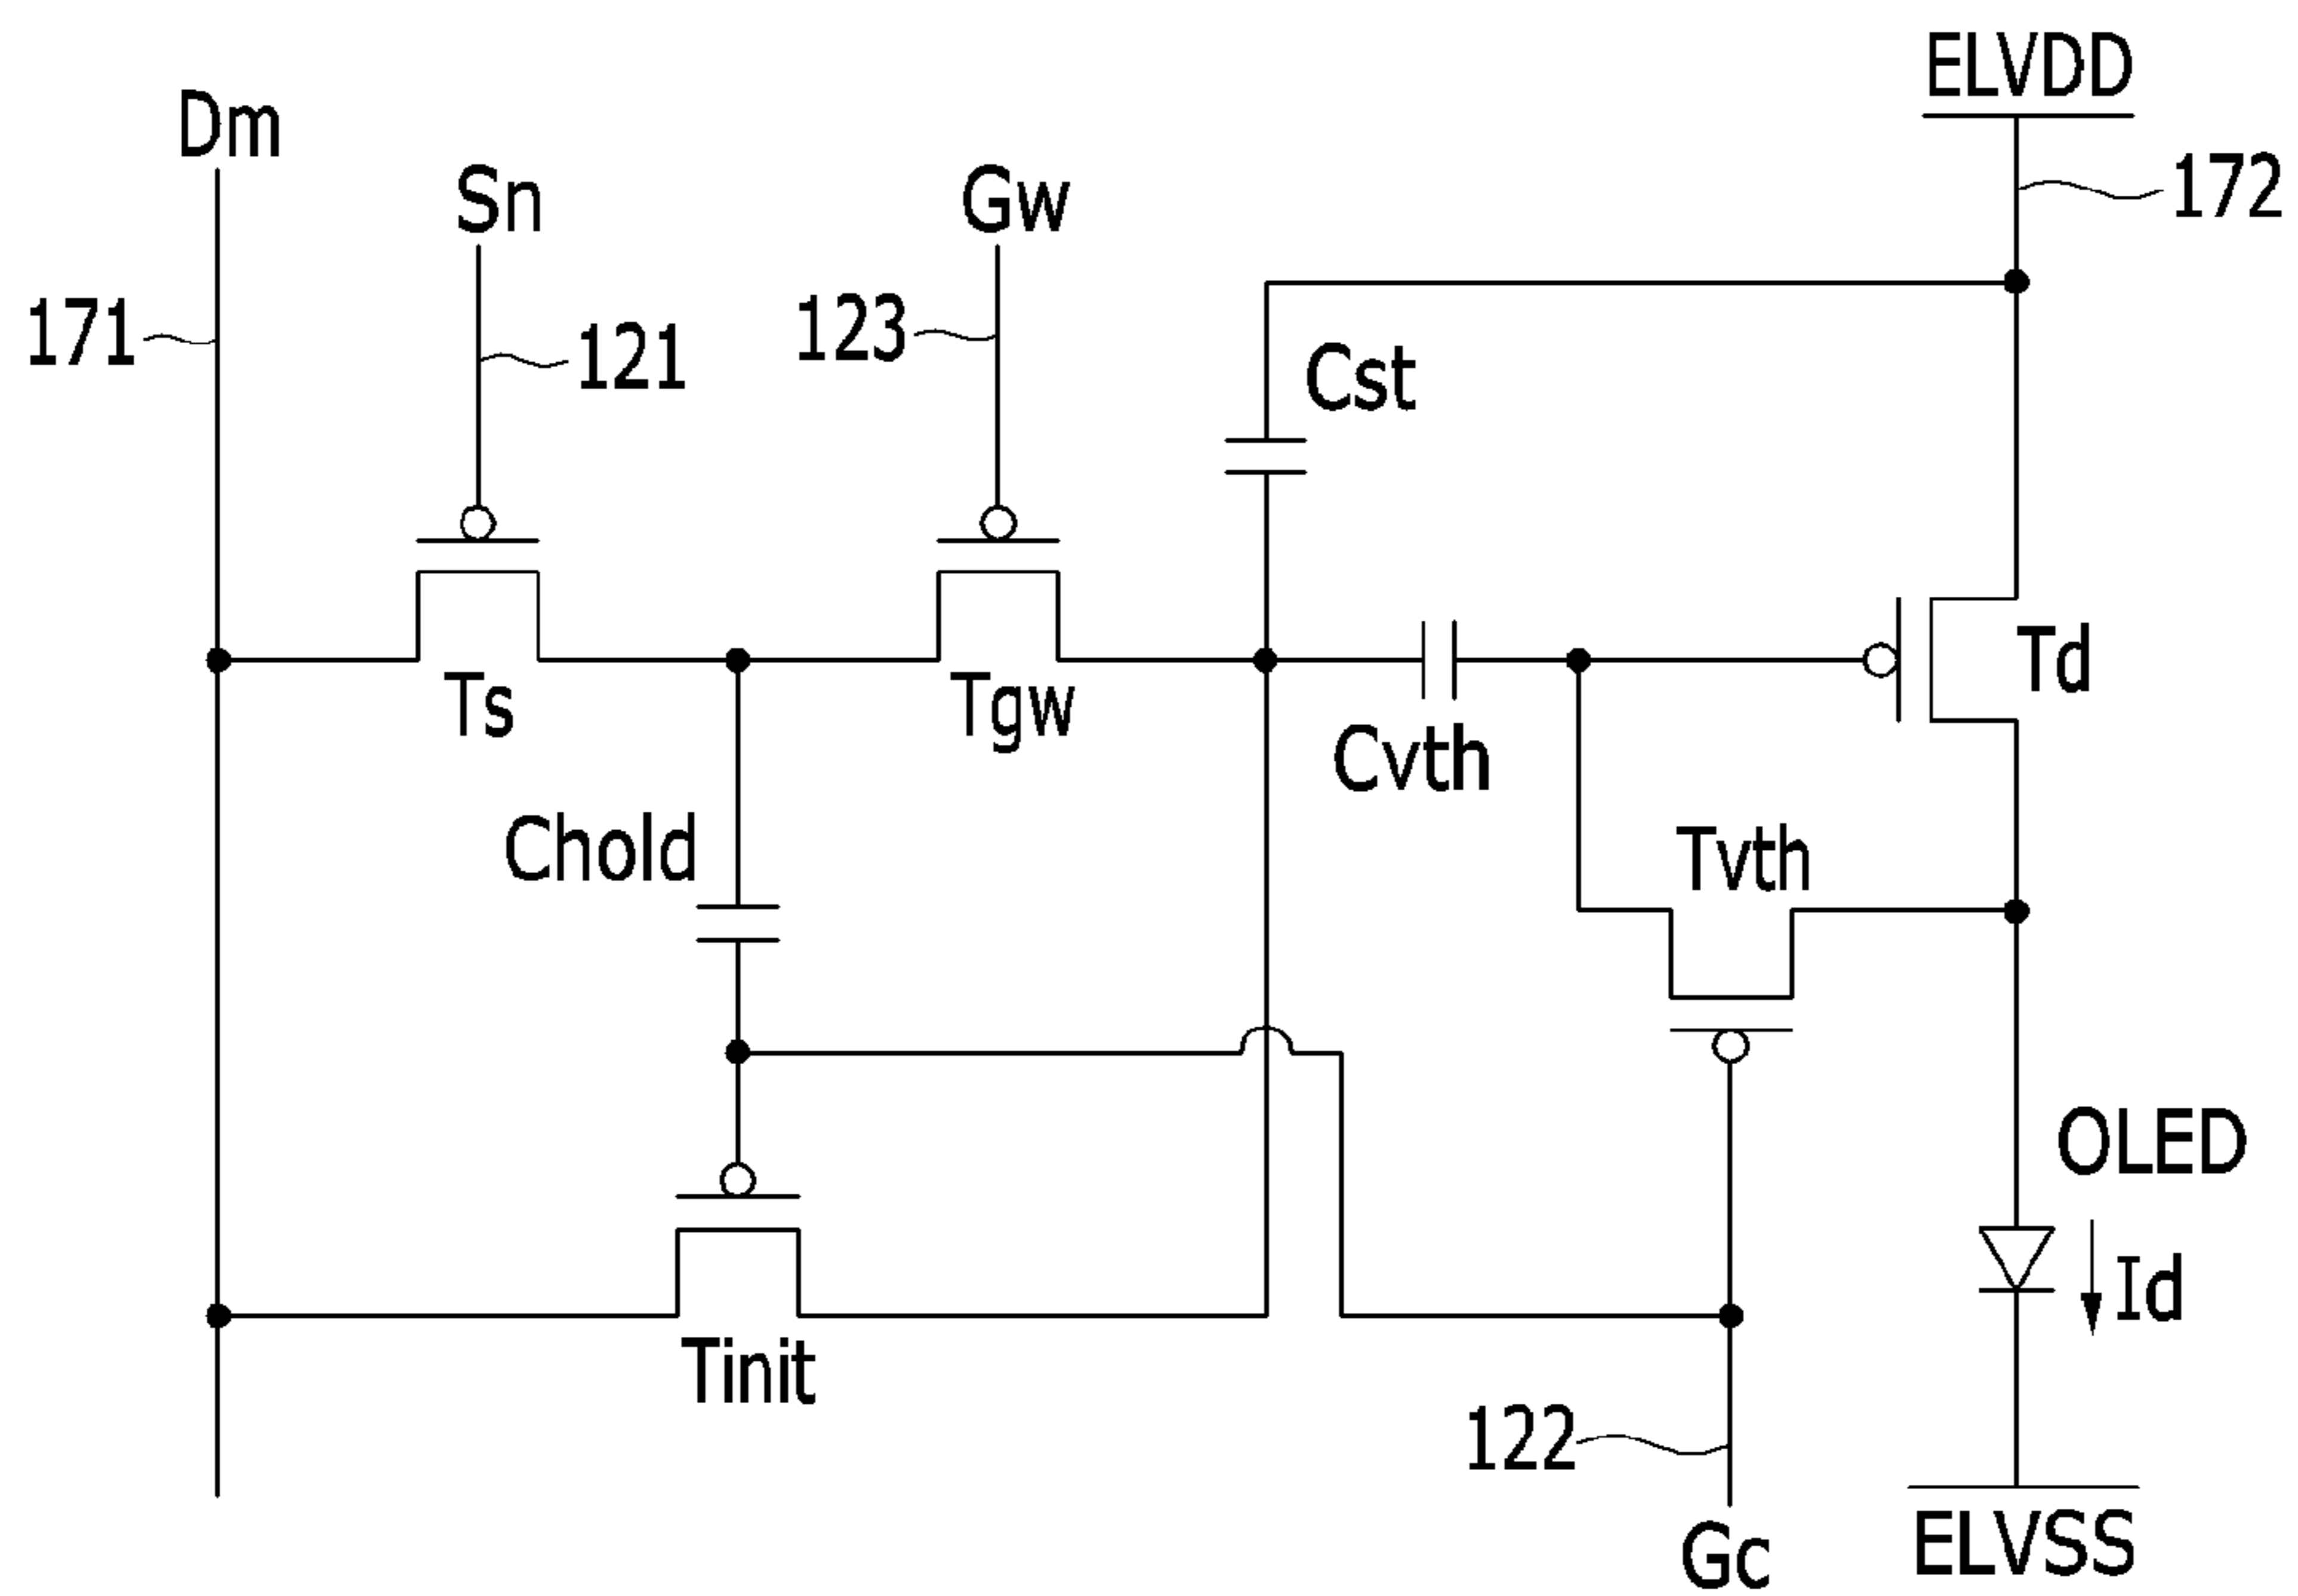 ELVDD
Dm
172
Sn
Gw
171
121
123
Cst
Td
Ts
Tgw
Cvth
Chold
Tvth
OLED
Id
Tinit
122
Gc
ELVSS